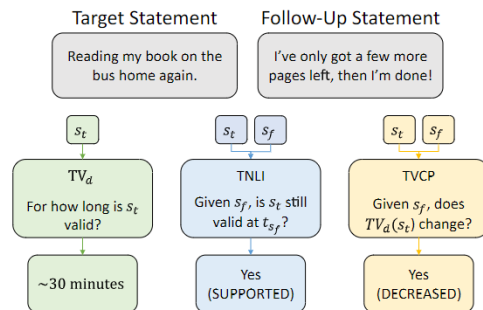 Target Statement
Follow-Up Statement
Reading my book on the
bus home again.
I've only got a few more
pages left, then I'm done!
s_t
s_t s_f
s_t s_f
TV_d
For how long is s_t
valid?
TNLI
Given s_f, is s_t still
valid at t_{s_f}?
TVCP
Given s_f, does
TV_d(s_t) change?
~30 minutes
Yes
(SUPPORTED)
Yes
(DECREASED)